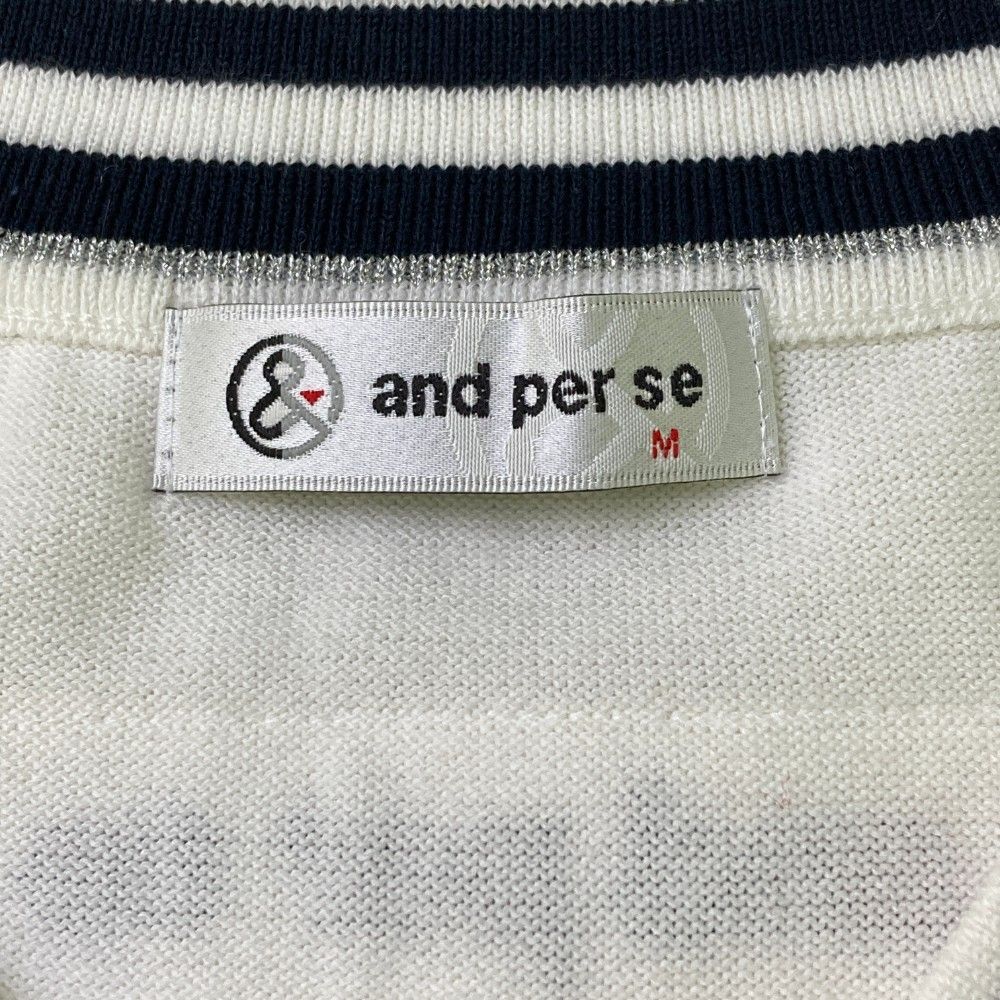 & and per se
M